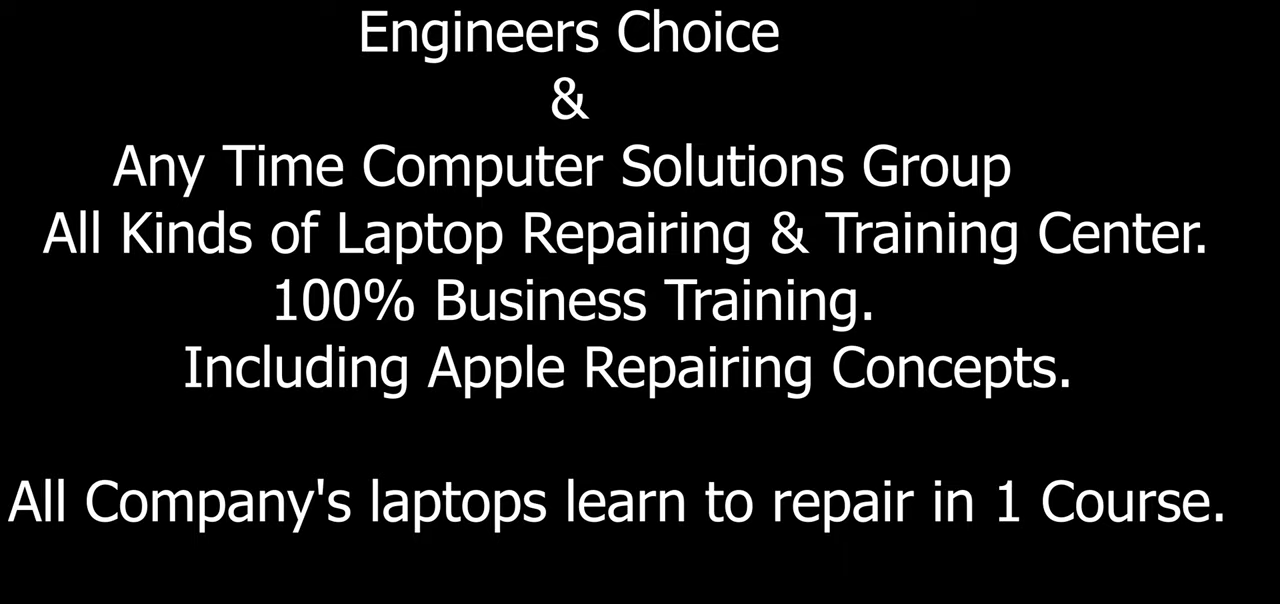 Engineers Choice
&
Any Time Computer Solutions Group
All Kinds of Laptop Repairing & Training Center.
100% Business Training.
Including Apple Repairing Concepts.
All Company's laptops learn to repair in 1 Course.